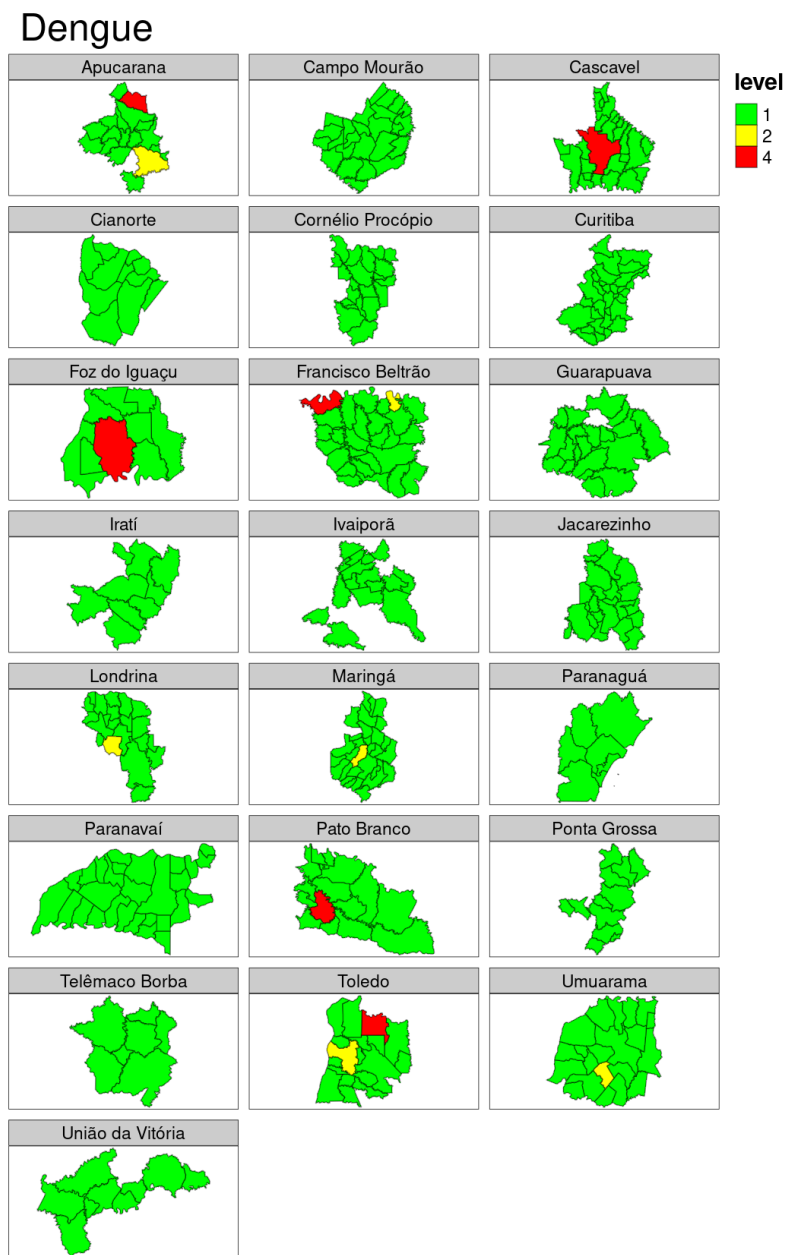 Dengue
Apucarana
Campo Mourão
Cascavel
level
1
2
4
Cianorte
Cornélio Procópio
Curitiba
Foz do Iguaçu
Francisco Beltrão
Guarapuava
Iratí
Ivaiporã
Jacarezinho
Londrina
Maringá
Paranaguá
Paranavaí
Pato Branco
Ponta Grossa
Telêmaco Borba
Toledo
Umuarama
União da Vitória